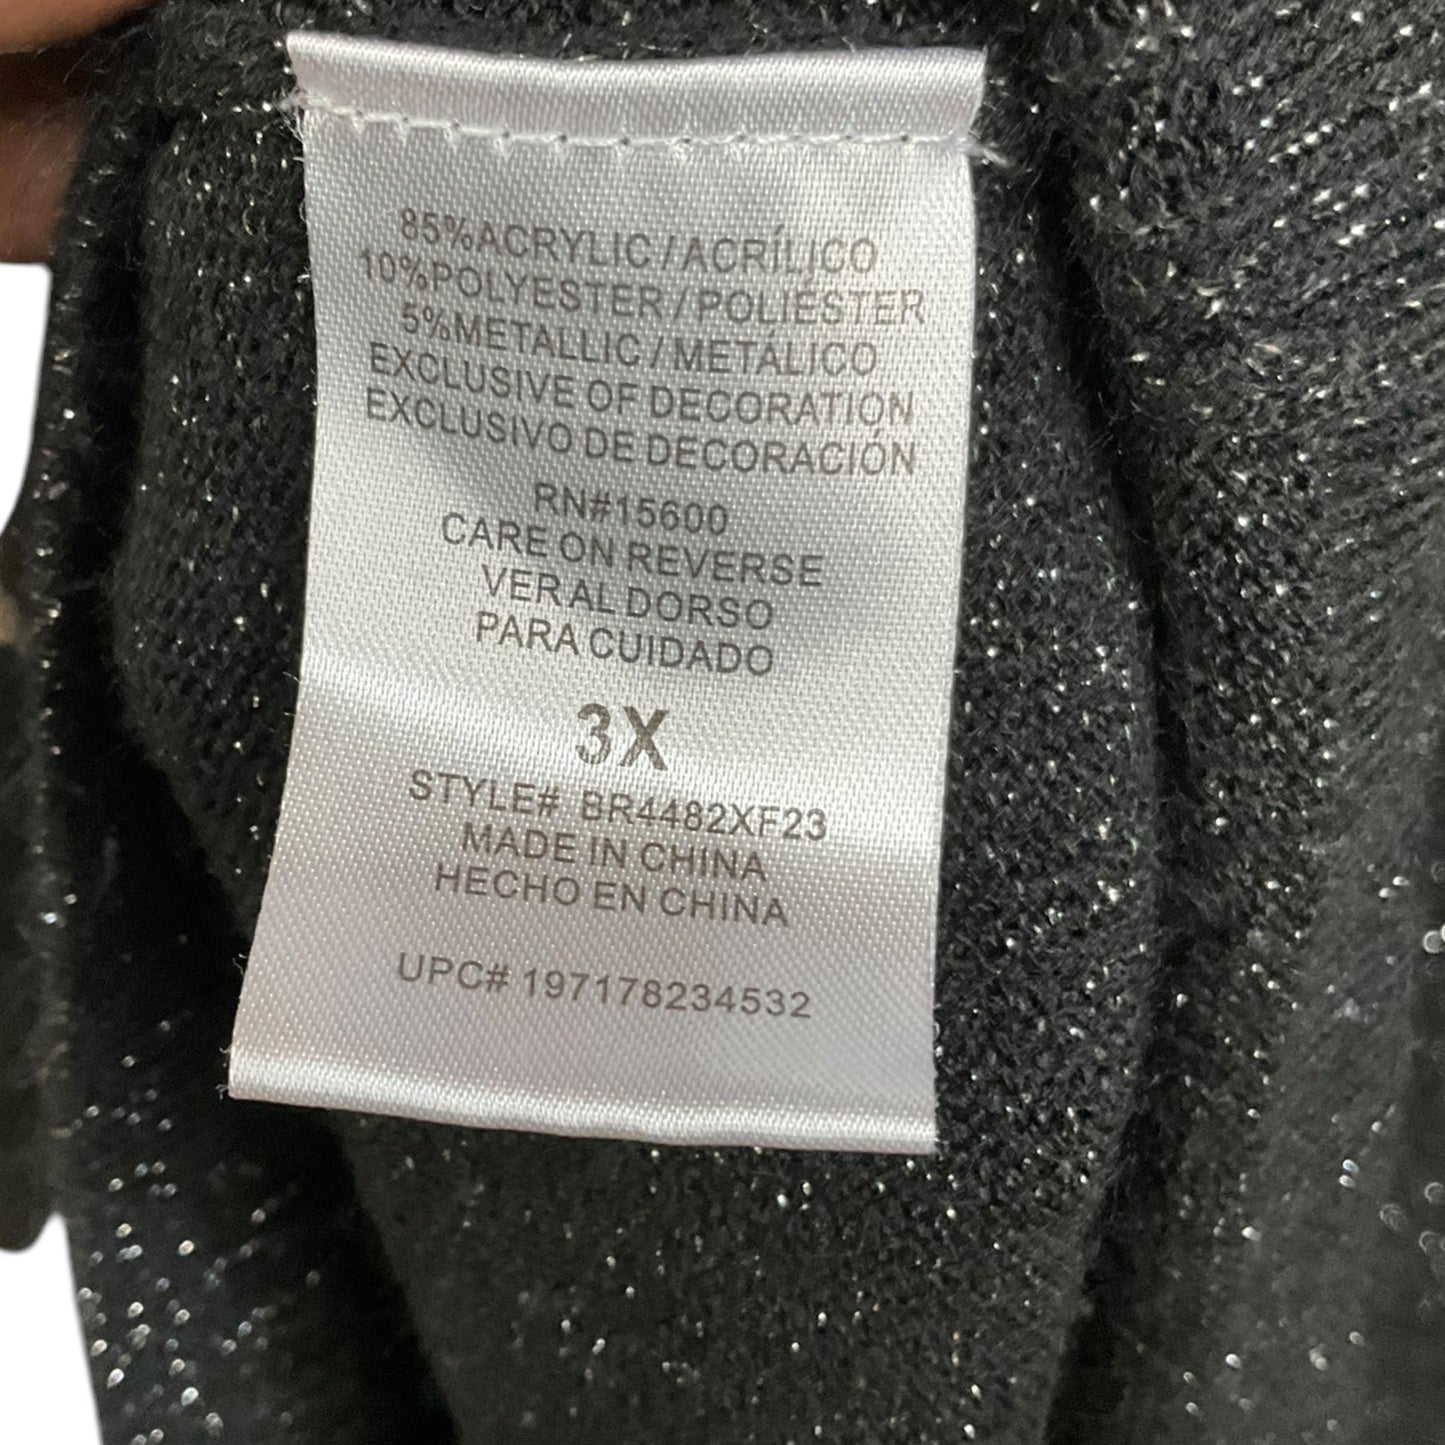 85%ACRYLIC/ACRÍLICO
10%POLYESTER/POLIÉSTER
5%METALLIC/METÁLICO
EXCLUSIVE OF DECORATION
EXCLUSIVO DE DECORACIÓN
RN#15600
CARE ON REVERSE
VER AL DORSO
PARA CUIDADO
3X
STYLE# BR4482XF23
MADE IN CHINA
HECHO EN CHINA
UPC# 197178234532